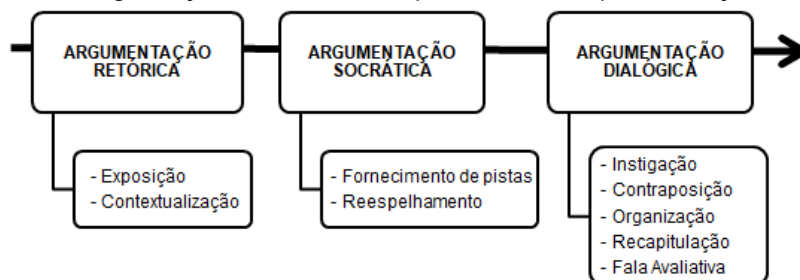 ARGUMENTAÇÃO
RETÓRICA
ARGUMENTAÇÃO
SOCRÁTICA
ARGUMENTAÇÃO
DIALÓGICA
- Exposição
- Contextualização
- Fornecimento de pistas
- Reespelhamento
- Instigação
- Contraposição
- Organização
- Recapitulação
- Fala Avaliativa